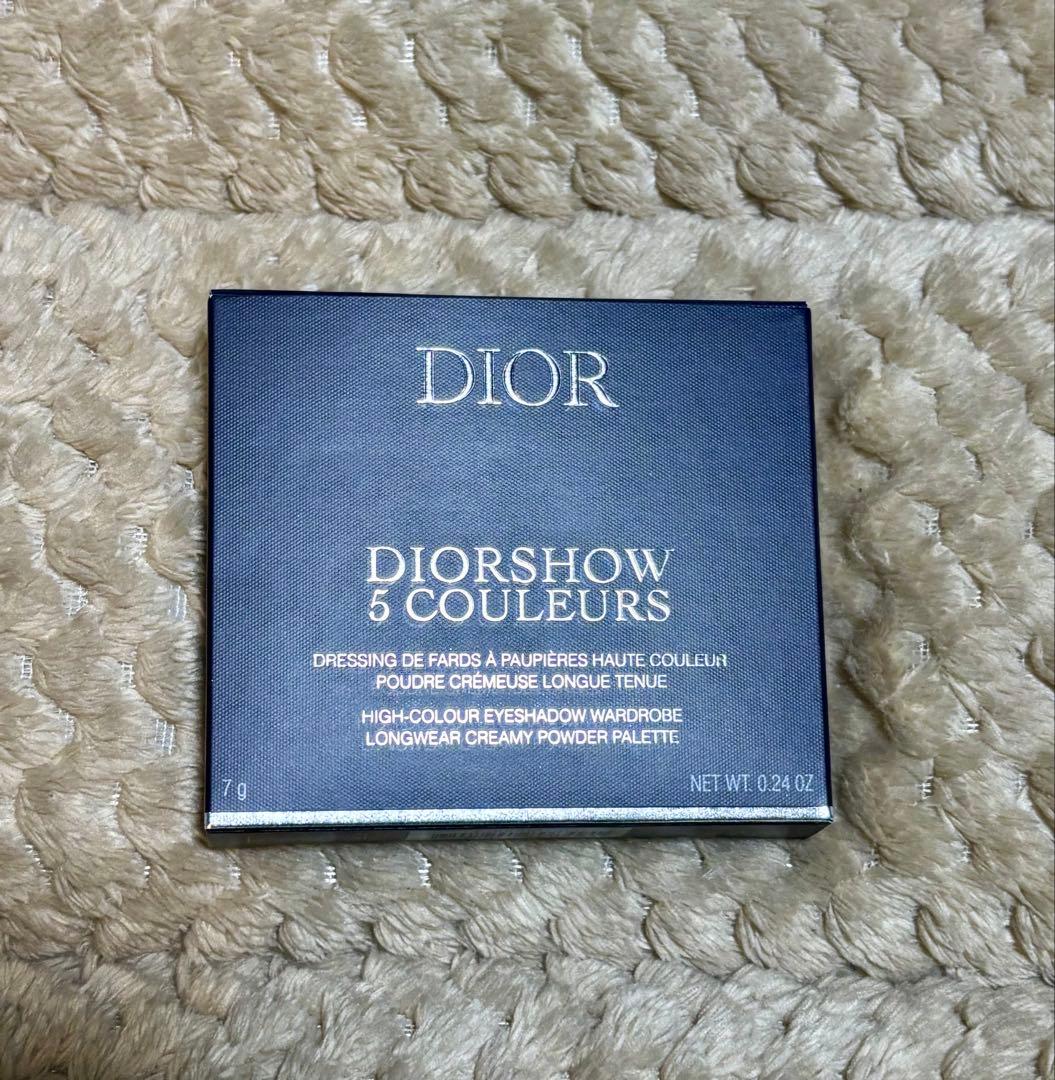 DIOR
DIORSHOW
5 COULEURS
DRESSING DE FARDS À PAUPIÈRES HAUTE COULEUR
POUDRE CRÉMEUSE LONGUE TENUE
HIGH-COLOUR EYESHADOW WARDROBE
LONGWEAR CREAMY POWDER PALETTE
7 g
NET WT. 0.24 OZ